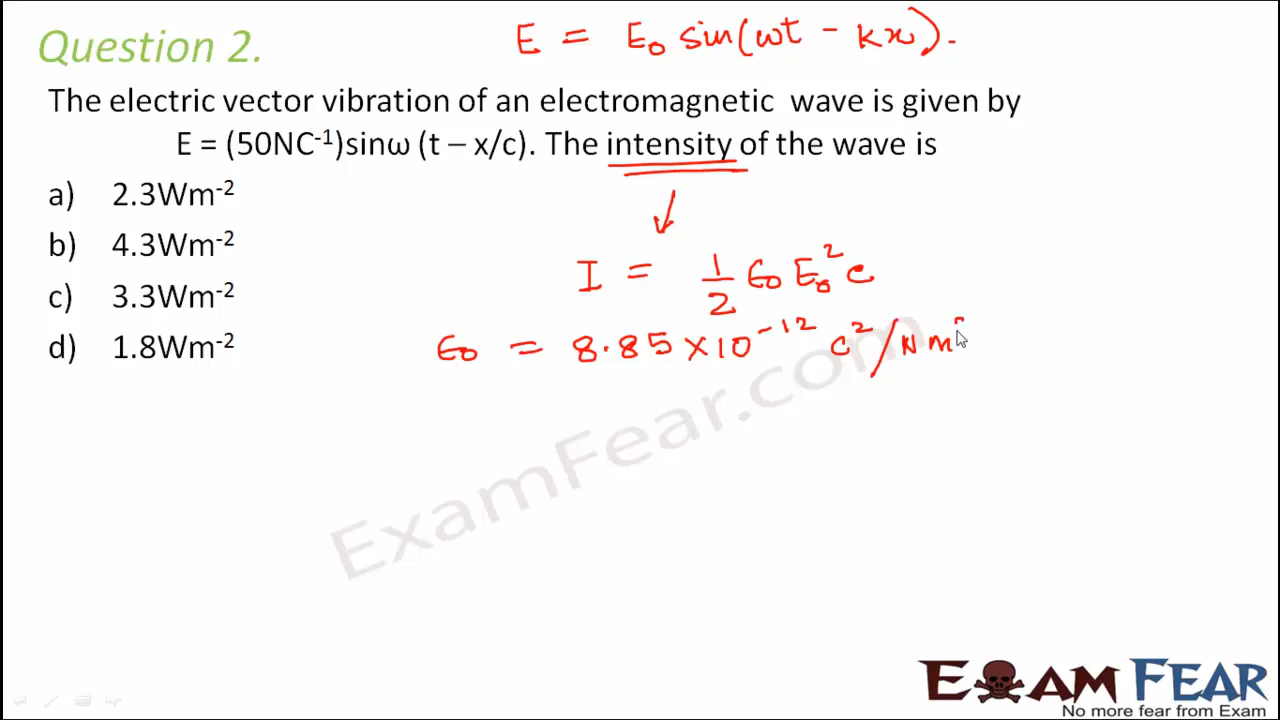 Question 2.
E = E₀ sin(ωt - kx).
The electric vector vibration of an electromagnetic wave is given by
E = (50NC⁻¹)sinω (t – x/c). The intensity of the wave is
a) 2.3Wm⁻²
b) 4.3Wm⁻²
c) 3.3Wm⁻²
d) 1.8Wm⁻²
I = 1/2 ϵ₀ E₀² c
ϵ₀ = 8.85 × 10⁻¹² C²/Nm
ExamFear.com
EXAM FEAR
No more fear from Exam